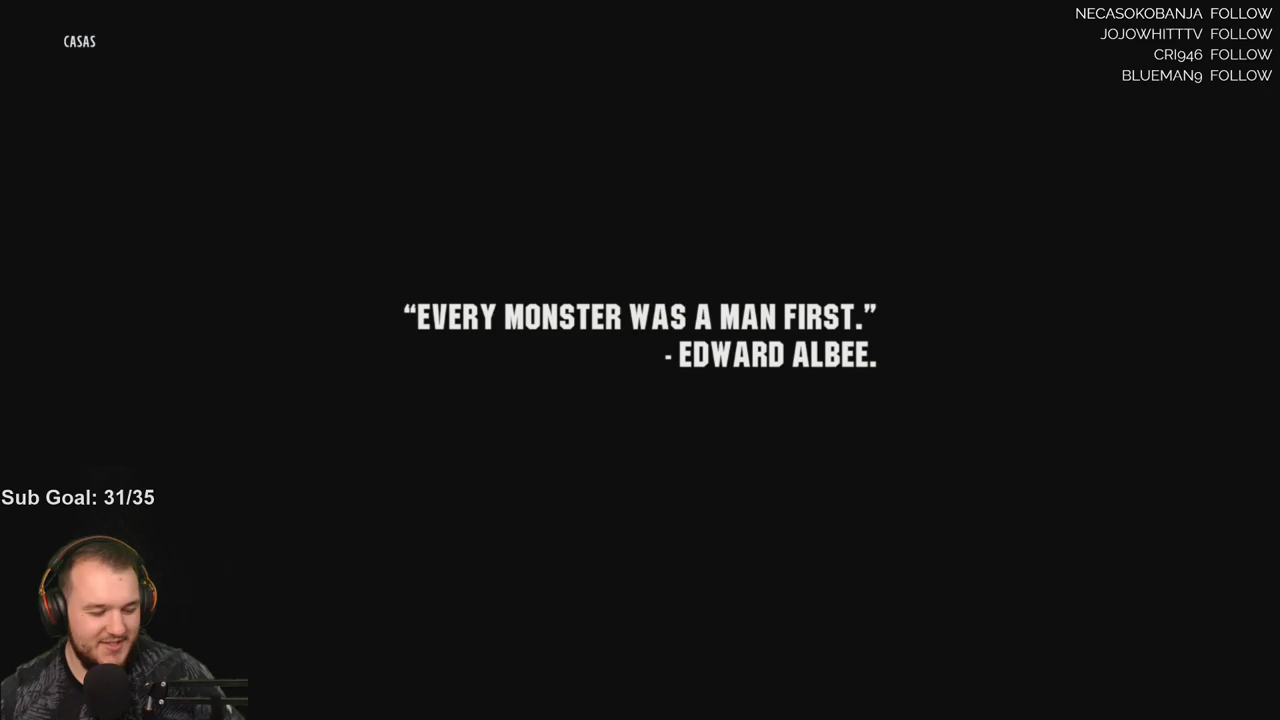 CASAS
NECASOKOBANJA FOLLOW
JOJOWHITTTV FOLLOW
CRI946 FOLLOW
BLUEMAN9 FOLLOW
“EVERY MONSTER WAS A MAN FIRST.”
- EDWARD ALBEE.
Sub Goal: 31/35